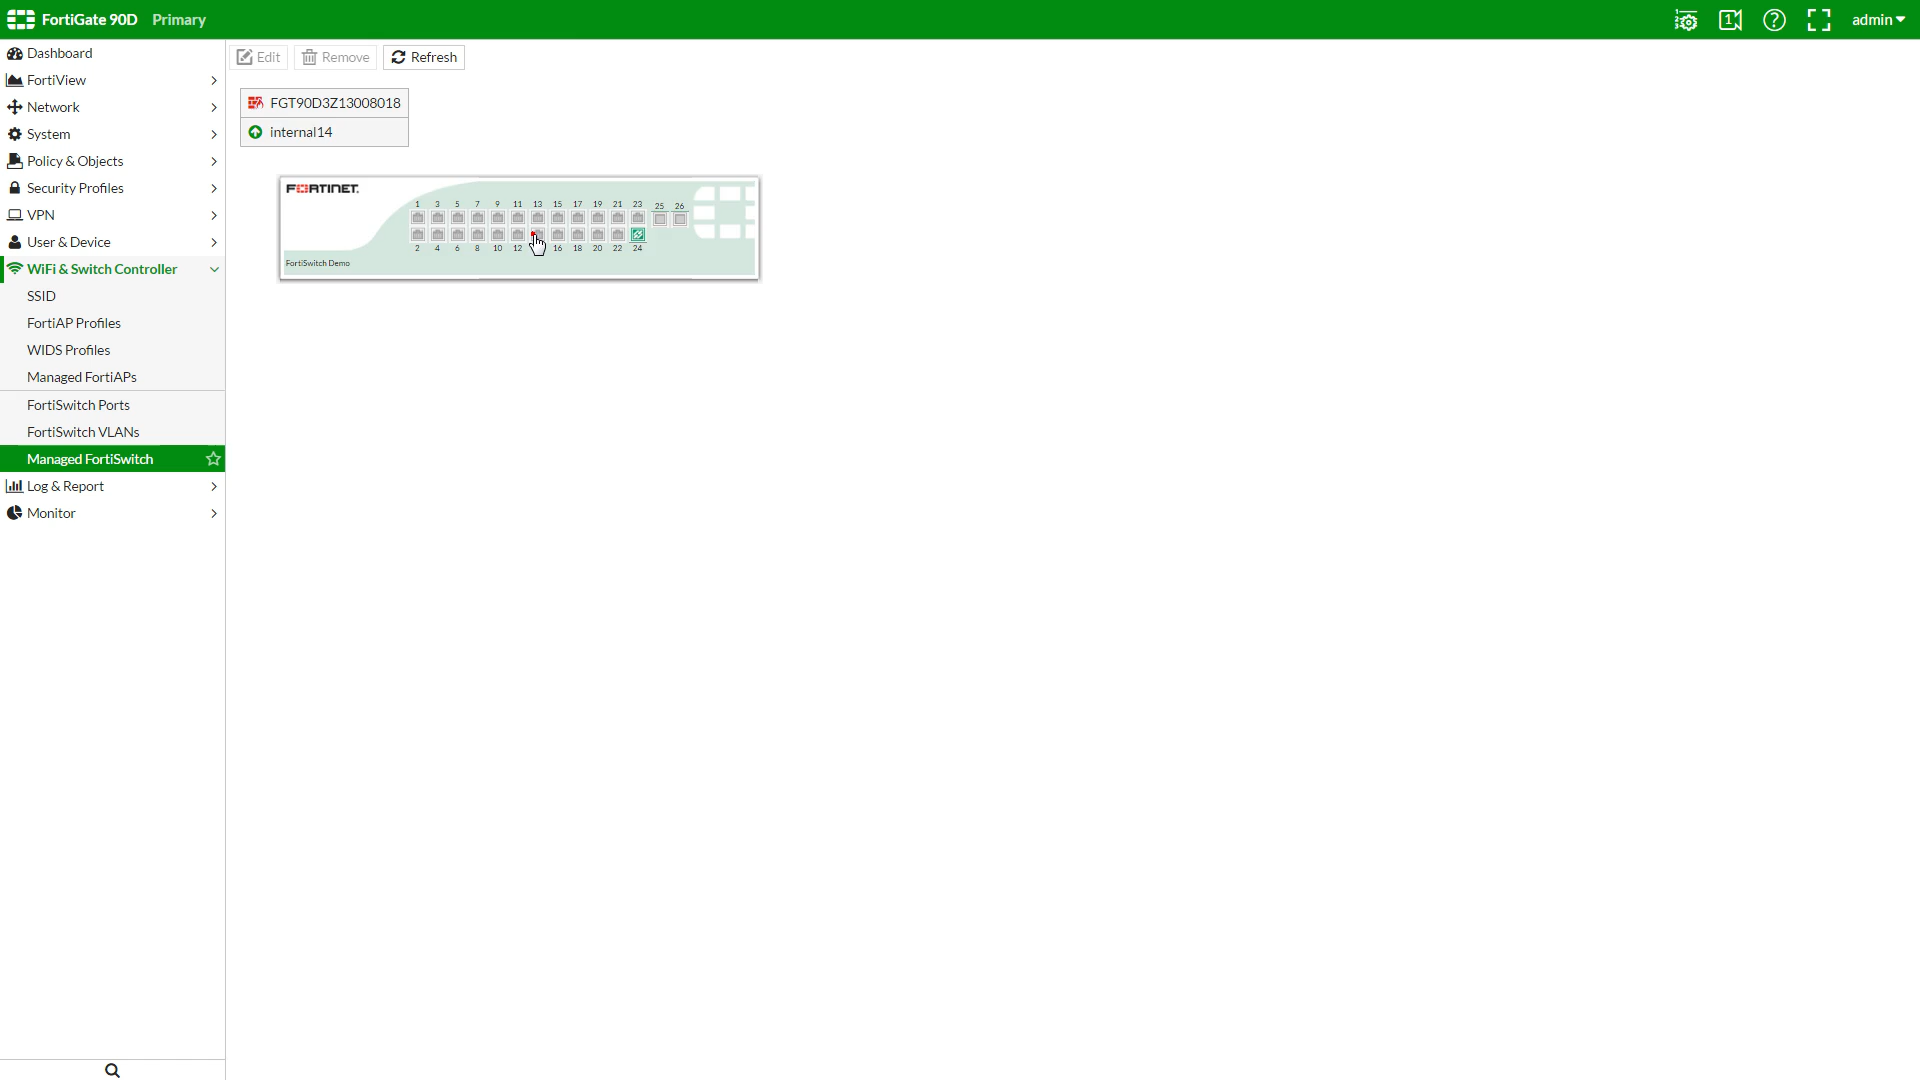 FortiGate 90D Primary
1
admin
Dashboard
FortiView
Network
System
Policy & Objects
Security Profiles
VPN
User & Device
WiFi & Switch Controller
SSID
FortiAP Profiles
WIDS Profiles
Managed FortiAPs
FortiSwitch Ports
FortiSwitch VLANs
Managed FortiSwitch
Log & Report
Monitor
Edit Remove Refresh
FGT90D3Z13008018
internal14
FORTINET
1 3 5 7 9 11 13 15 17 19 21 23 25 26
2 4 6 8 10 12 16 18 20 22 24
FortiSwitch Demo